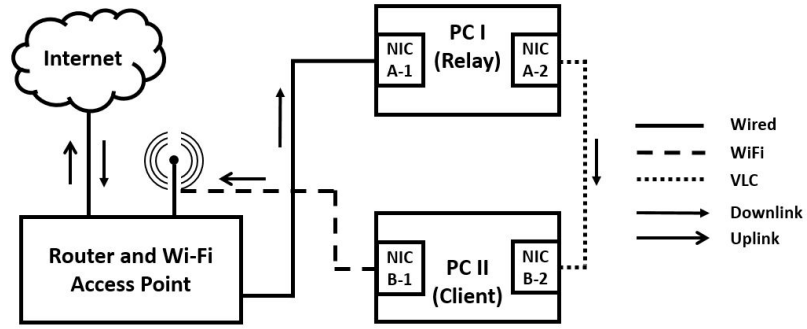 Internet
Router and Wi-Fi
Access Point
PC I
(Relay)
NIC
A-1
NIC
A-2
PC II
(Client)
NIC
B-1
NIC
B-2
Wired
WiFi
VLC
Downlink
Uplink